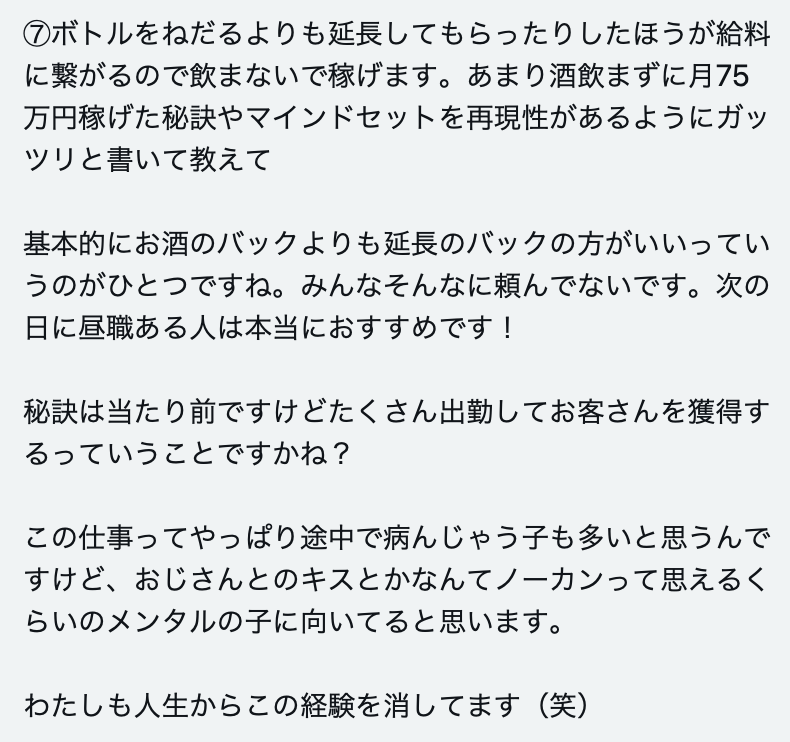 ⑦ボトルをねだるよりも延長してもらったりしたほうが給料
に繋がるので飲まないで稼げます。あまり酒飲まずに月75
万円稼げた秘訣やマインドセットを再現性があるようにガッ
ツリと書いて教えて
基本的にお酒のバックよりも延長のバックの方がいいってい
うのがひとつですね。みんなそんなに頼んでないです。次の
日に昼職ある人は本当におすすめです！
秘訣は当たり前ですけどたくさん出勤してお客さんを獲得す
るっていうことですかね？
この仕事ってやっぱり途中で病んじゃう子も多いと思うんで
すけど、おじさんとのキスとかなんてノーカンって思えるく
らいのメンタルの子に向いてると思います。
わたしも人生からこの経験を消してます（笑）